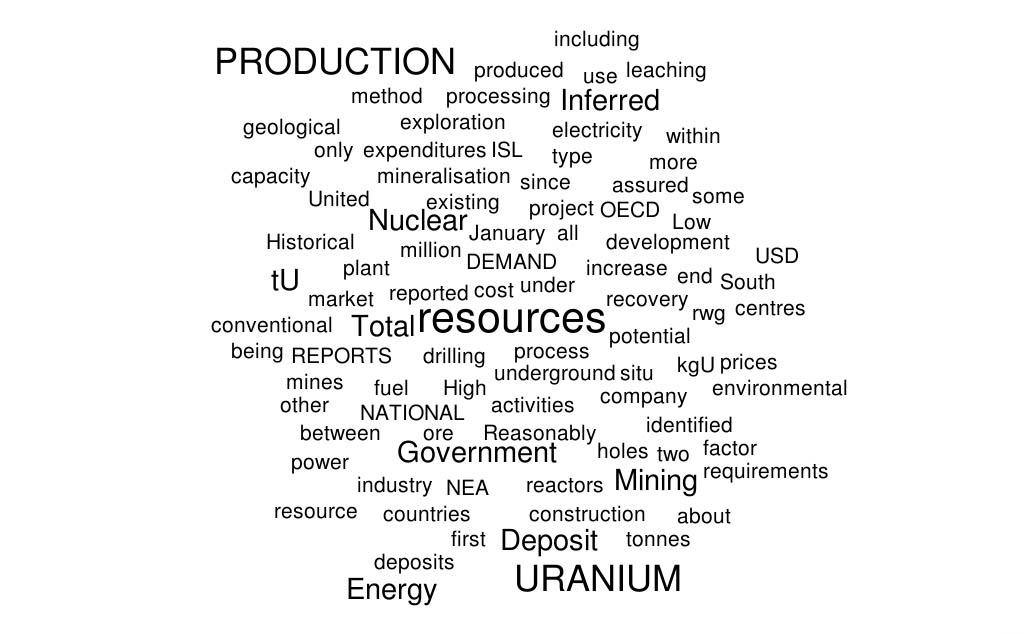 including
PRODUCTION produced use leaching
method processing Inferred
geological exploration electricity within
only expenditures ISL type more
capacity mineralisation since assured some
United existing project OECD Low
Nuclear January all development
Historical million DEMAND USD
tU plant increase end South
market reported cost under recovery rwg centres
conventional Total resources potential
being REPORTS drilling process kgU prices
mines fuel High underground situ environmental
other NATIONAL activities company
between ore Reasonably identified
power Government holes two factor
industry NEA reactors Mining requirements
resource countries construction about
first Deposit tonnes
deposits
Energy URANIUM